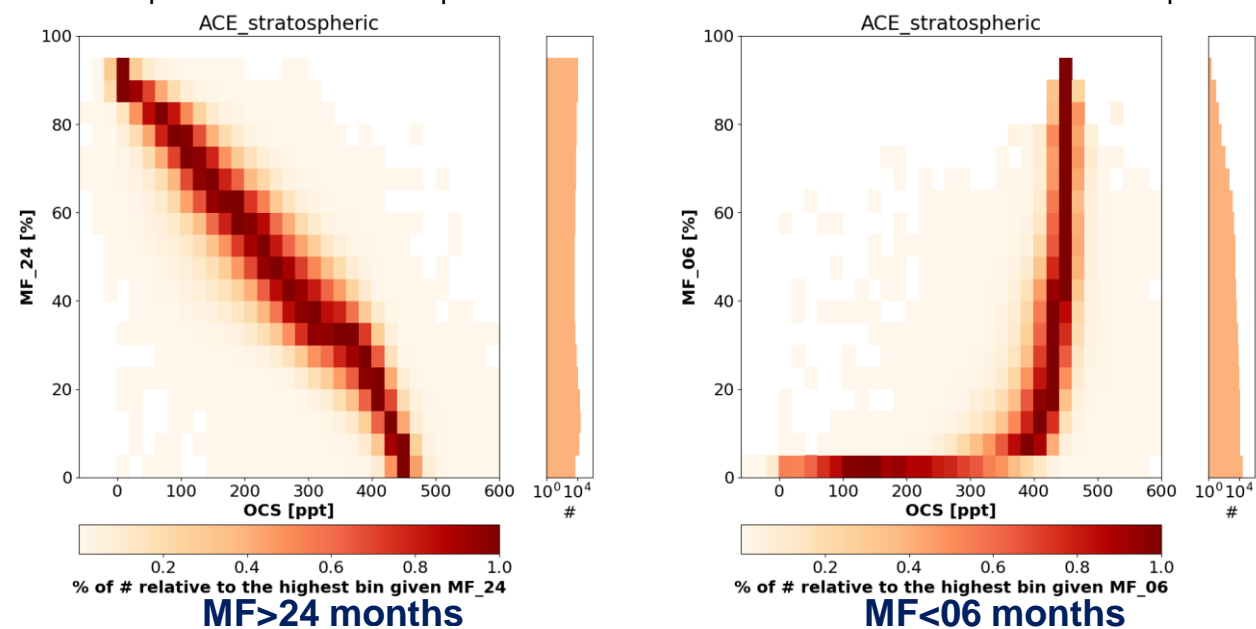 ACE_stratospheric
100
80
60
40
20
0
MF_24 [%]
0 100 200 300 400 500 600
OCS [ppt]
10⁰ 10⁴
#
0.2 0.4 0.6 0.8 1.0
% of # relative to the highest bin given MF_24
MF>24 months
ACE_stratospheric
100
80
60
40
20
0
MF_06 [%]
0 100 200 300 400 500 600
OCS [ppt]
10⁰ 10⁴
#
0.2 0.4 0.6 0.8 1.0
% of # relative to the highest bin given MF_06
MF<06 months